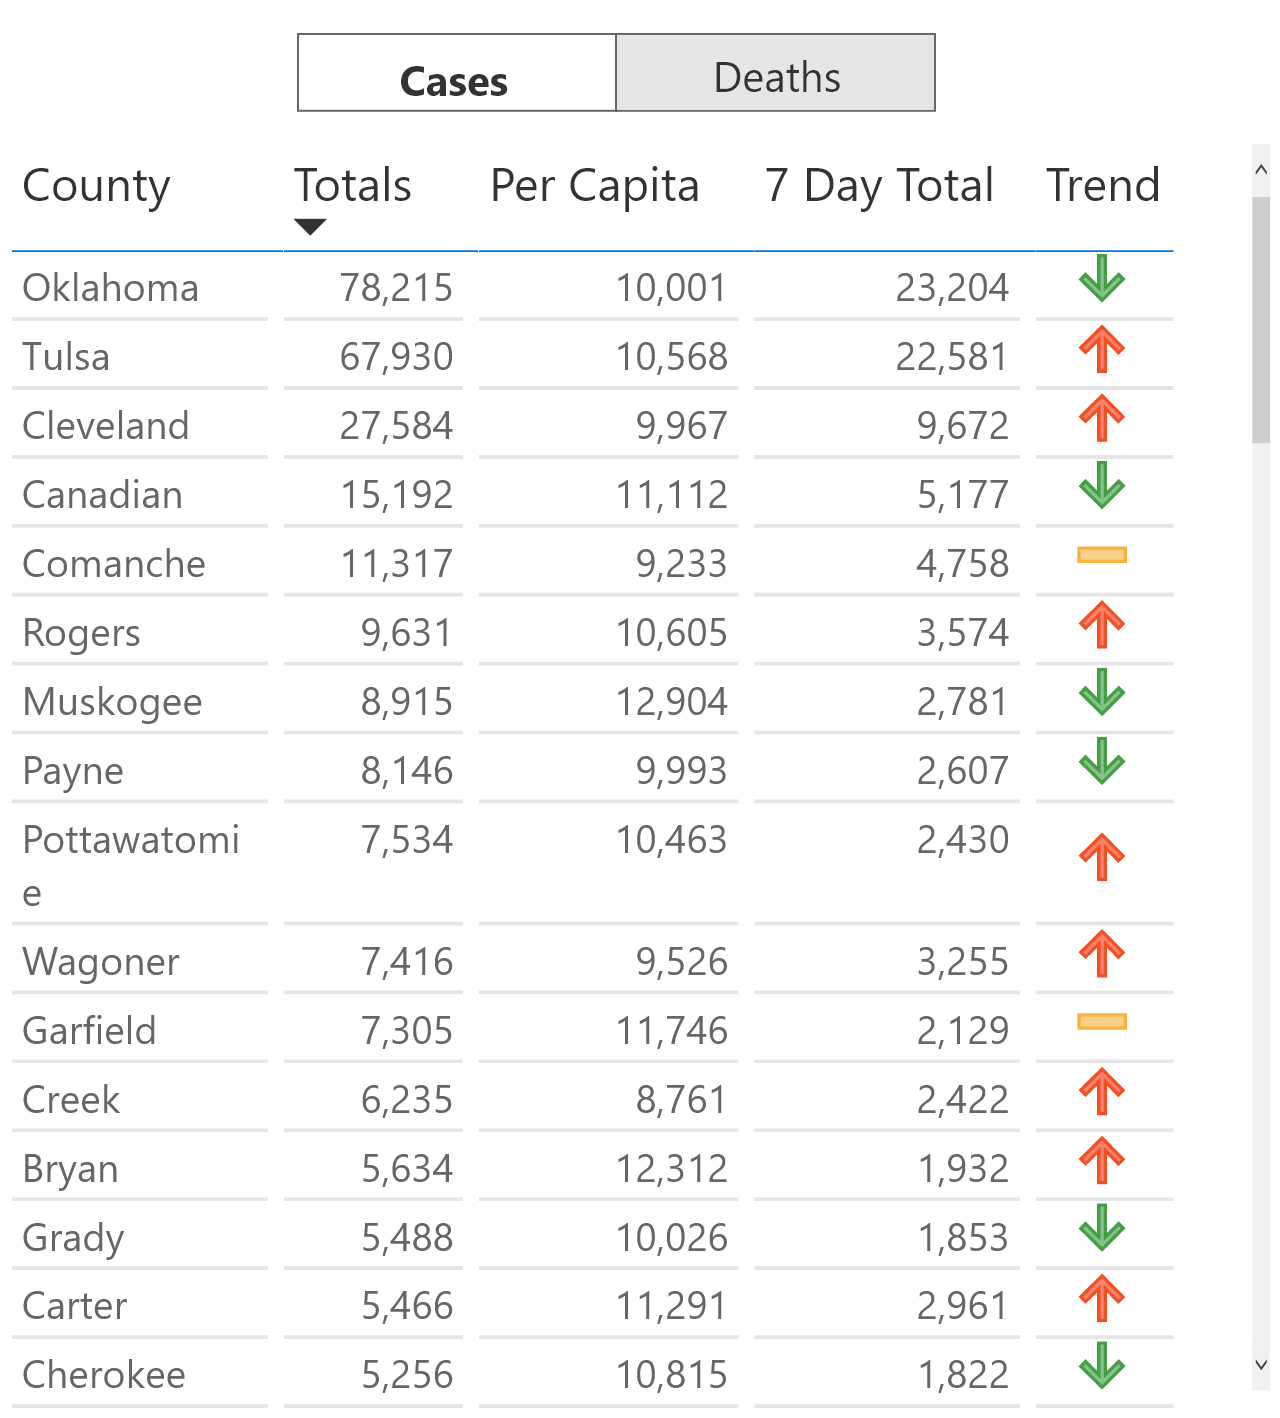 Cases Deaths
County Totals Per Capita 7 Day Total Trend
Oklahoma 78,215 10,001 23,204
Tulsa 67,930 10,568 22,581
Cleveland 27,584 9,967 9,672
Canadian 15,192 11,112 5,177
Comanche 11,317 9,233 4,758
Rogers 9,631 10,605 3,574
Muskogee 8,915 12,904 2,781
Payne 8,146 9,993 2,607
Pottawatomi 7,534 10,463 2,430
e
Wagoner 7,416 9,526 3,255
Garfield 7,305 11,746 2,129
Creek 6,235 8,761 2,422
Bryan 5,634 12,312 1,932
Grady 5,488 10,026 1,853
Carter 5,466 11,291 2,961
Cherokee 5,256 10,815 1,822